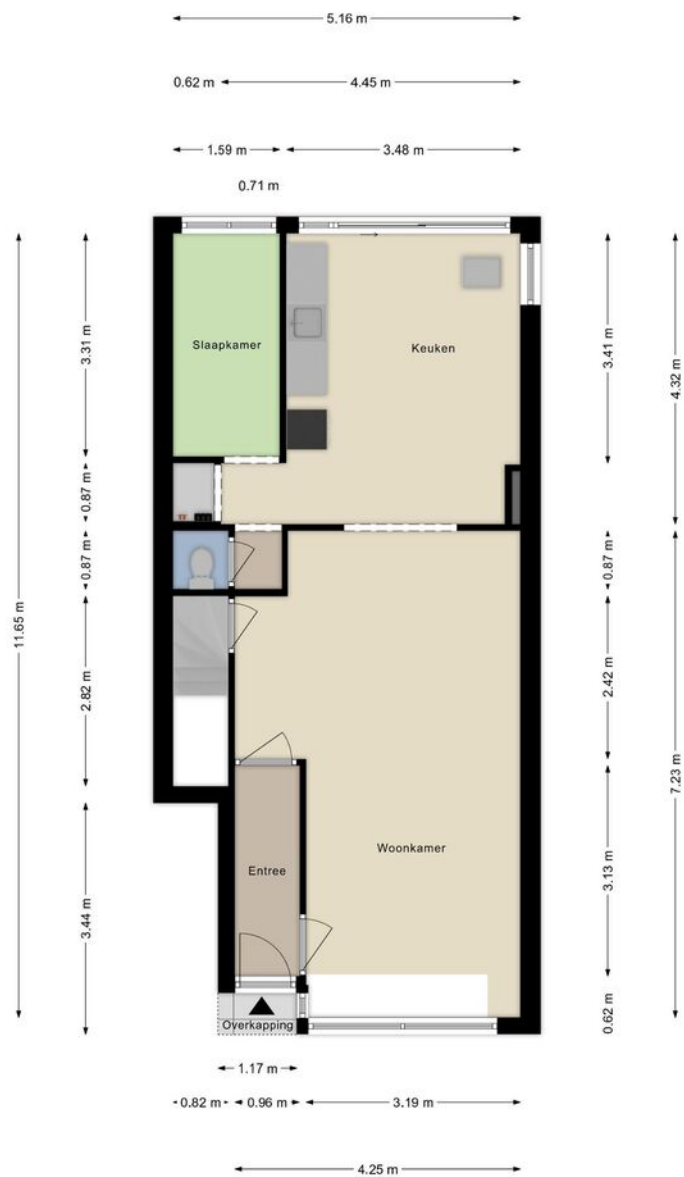 5.16 m
0.62 m
4.45 m
1.59 m
3.48 m
0.71 m
Slaapkamer
Keuken
3.31 m
3.41 m
4.32 m
0.87 m
0.87 m
0.87 m
11.65 m
2.82 m
2.42 m
7.23 m
Woonkamer
Entree
3.13 m
3.44 m
0.62 m
Overkapping
1.17 m
0.82 m
0.96 m
3.19 m
4.25 m